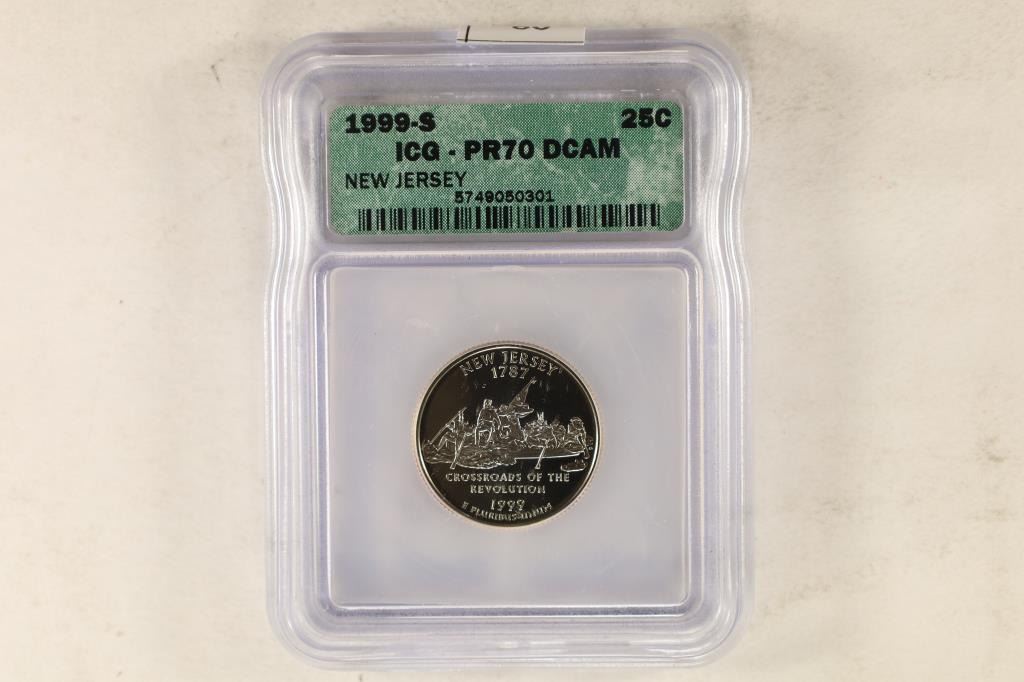 1999-S 25C
ICG - PR70 DCAM
NEW JERSEY
5749050301
NEW JERSEY
1787
CROSSROADS OF THE
REVOLUTION
1999
E PLURIBUS UNUM